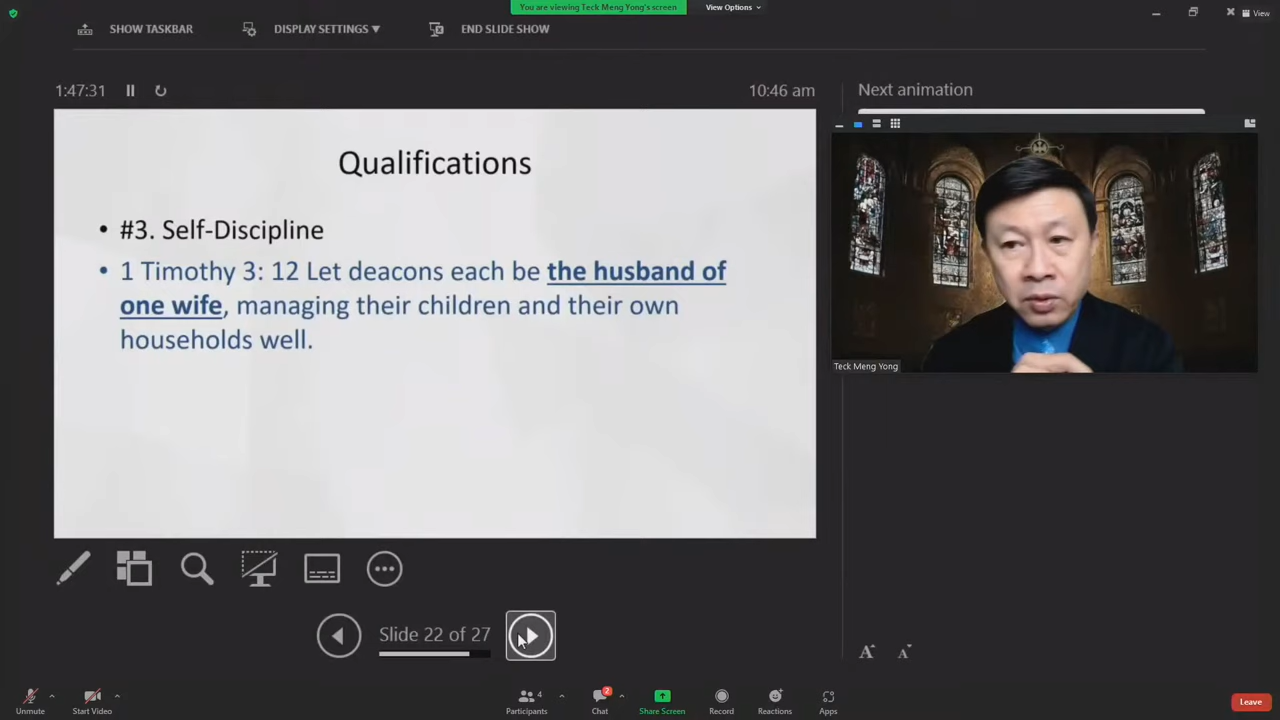 You are viewing Teck Meng Yong's screen
View Options
View
SHOW TASKBAR
DISPLAY SETTINGS
END SLIDE SHOW
1:47:31
10:46 am
Next animation
Qualifications
• #3. Self-Discipline
• 1 Timothy 3: 12 Let deacons each be the husband of
one wife, managing their children and their own
households well.
Teck Meng Yong
Slide 22 of 27
A
A
Unmute
Start Video
4
Participants
2
Chat
Share Screen
Record
Reactions
Apps
Leave